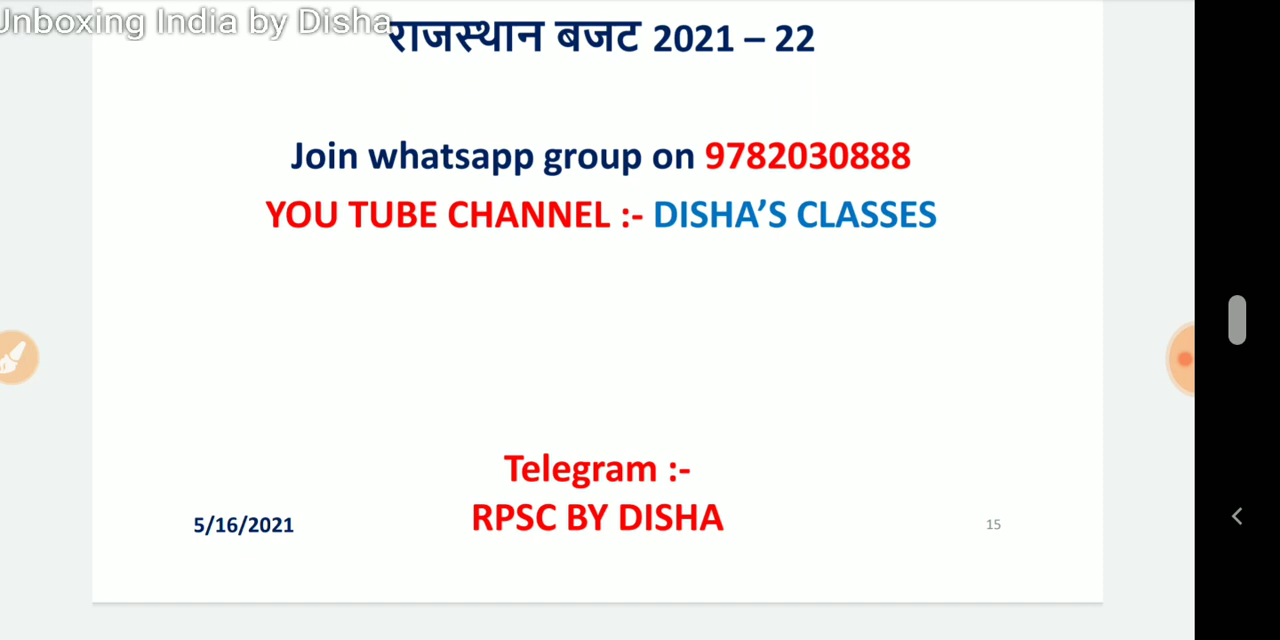 Unboxing India by Disha
राजस्थान बजट 2021 – 22
Join whatsapp group on 9782030888
YOU TUBE CHANNEL :- DISHA’S CLASSES
Telegram :-
RPSC BY DISHA
5/16/2021
15